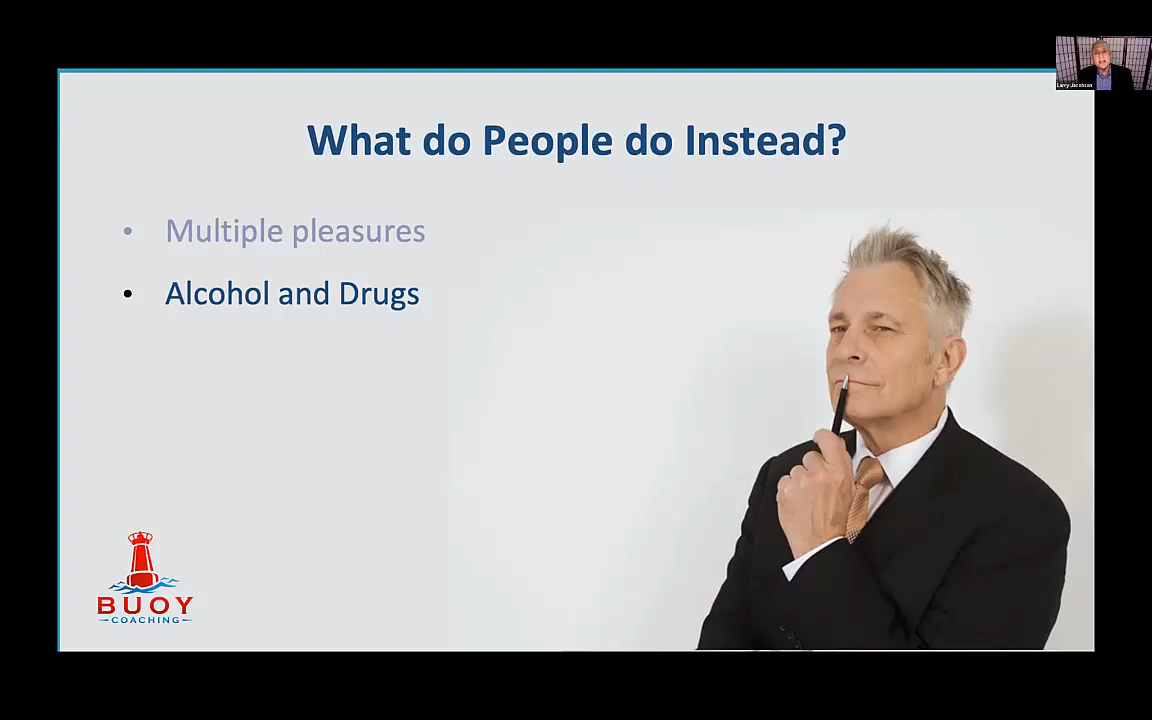 Larry Jacobson
What do People do Instead?
• Multiple pleasures
• Alcohol and Drugs
BUOY
COACHING